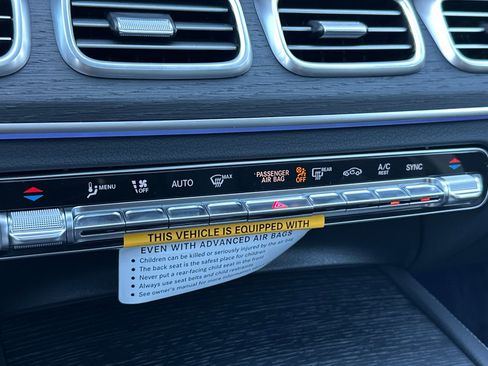 MENU OFF AUTO MAX PASSENGER AIR BAG OFF REAR A/C REST SYNC
THIS VEHICLE IS EQUIPPED WITH
EVEN WITH ADVANCED AIR BAGS
• Children can be killed or seriously injured by the air bag
• The back seat is the safest place for children
• Never put a rear-facing child seat in the front
• Always use seat belts and child restraints
• See owner's manual for more information